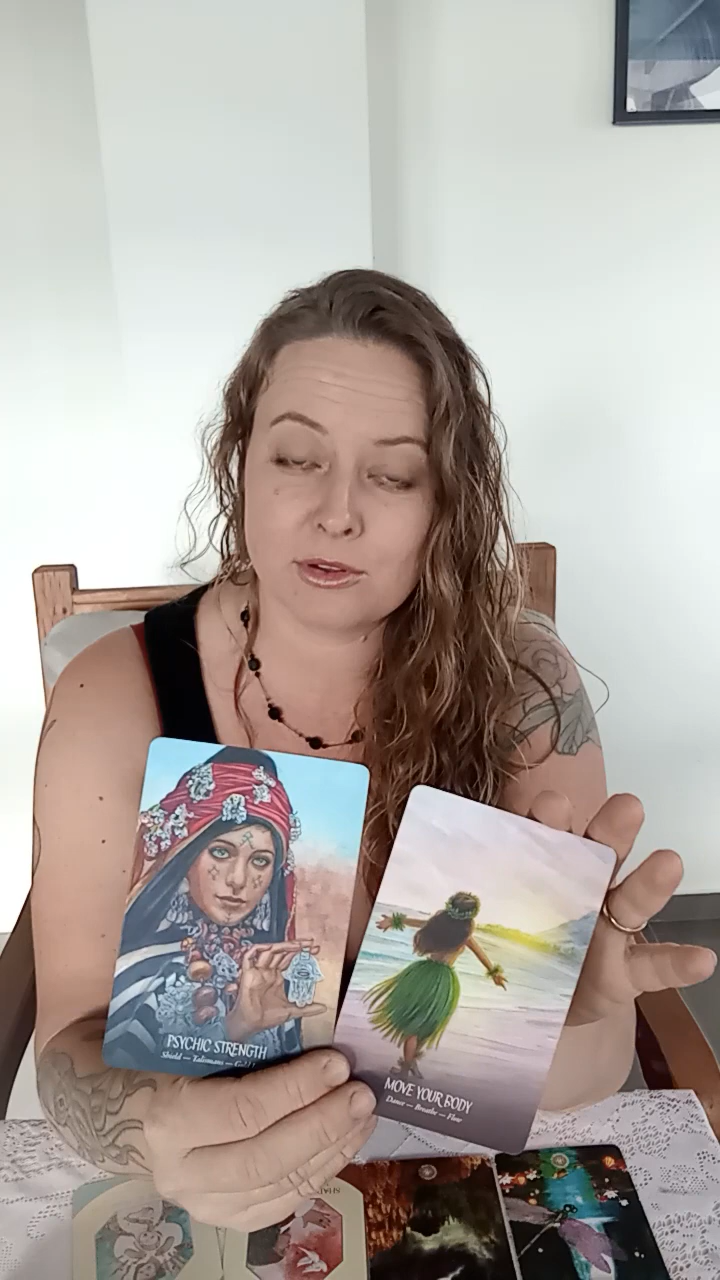 PSYCHIC STRENGTH
Shield — Talismans —
MOVE YOUR BODY
Dance — Breathe — Flow